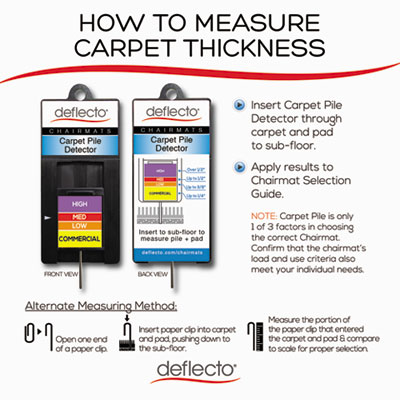 HOW TO MEASURE
CARPET THICKNESS
deflecto®
CHAIRMATS
Carpet Pile
Detector
HIGH
MED
LOW
COMMERCIAL
FRONT VIEW
deflecto®
CHAIRMATS
Carpet Pile
Detector
HIGH
MED
LOW
COMMERCIAL
Over 1/2"
Up to 1/2"
Up to 3/8"
Up to 1/4"
Insert to sub-floor to
measure pile + pad
deflecto.com/chairmats
BACK VIEW
Insert Carpet Pile
Detector through
carpet and pad
to sub-floor.
Apply results to
Chairmat Selection
Guide.
NOTE: Carpet Pile is only
1 of 3 factors in choosing
the correct Chairmat.
Confirm that the chairmat's
load and use criteria also
meet your individual needs.
Alternate Measuring Method:
Open one end
of a paper clip.
Insert paper clip into carpet
and pad, pushing down to
the sub-floor.
Measure the portion of
the paper clip that entered
the carpet and pad & compare
to scale for proper selection.
deflecto®